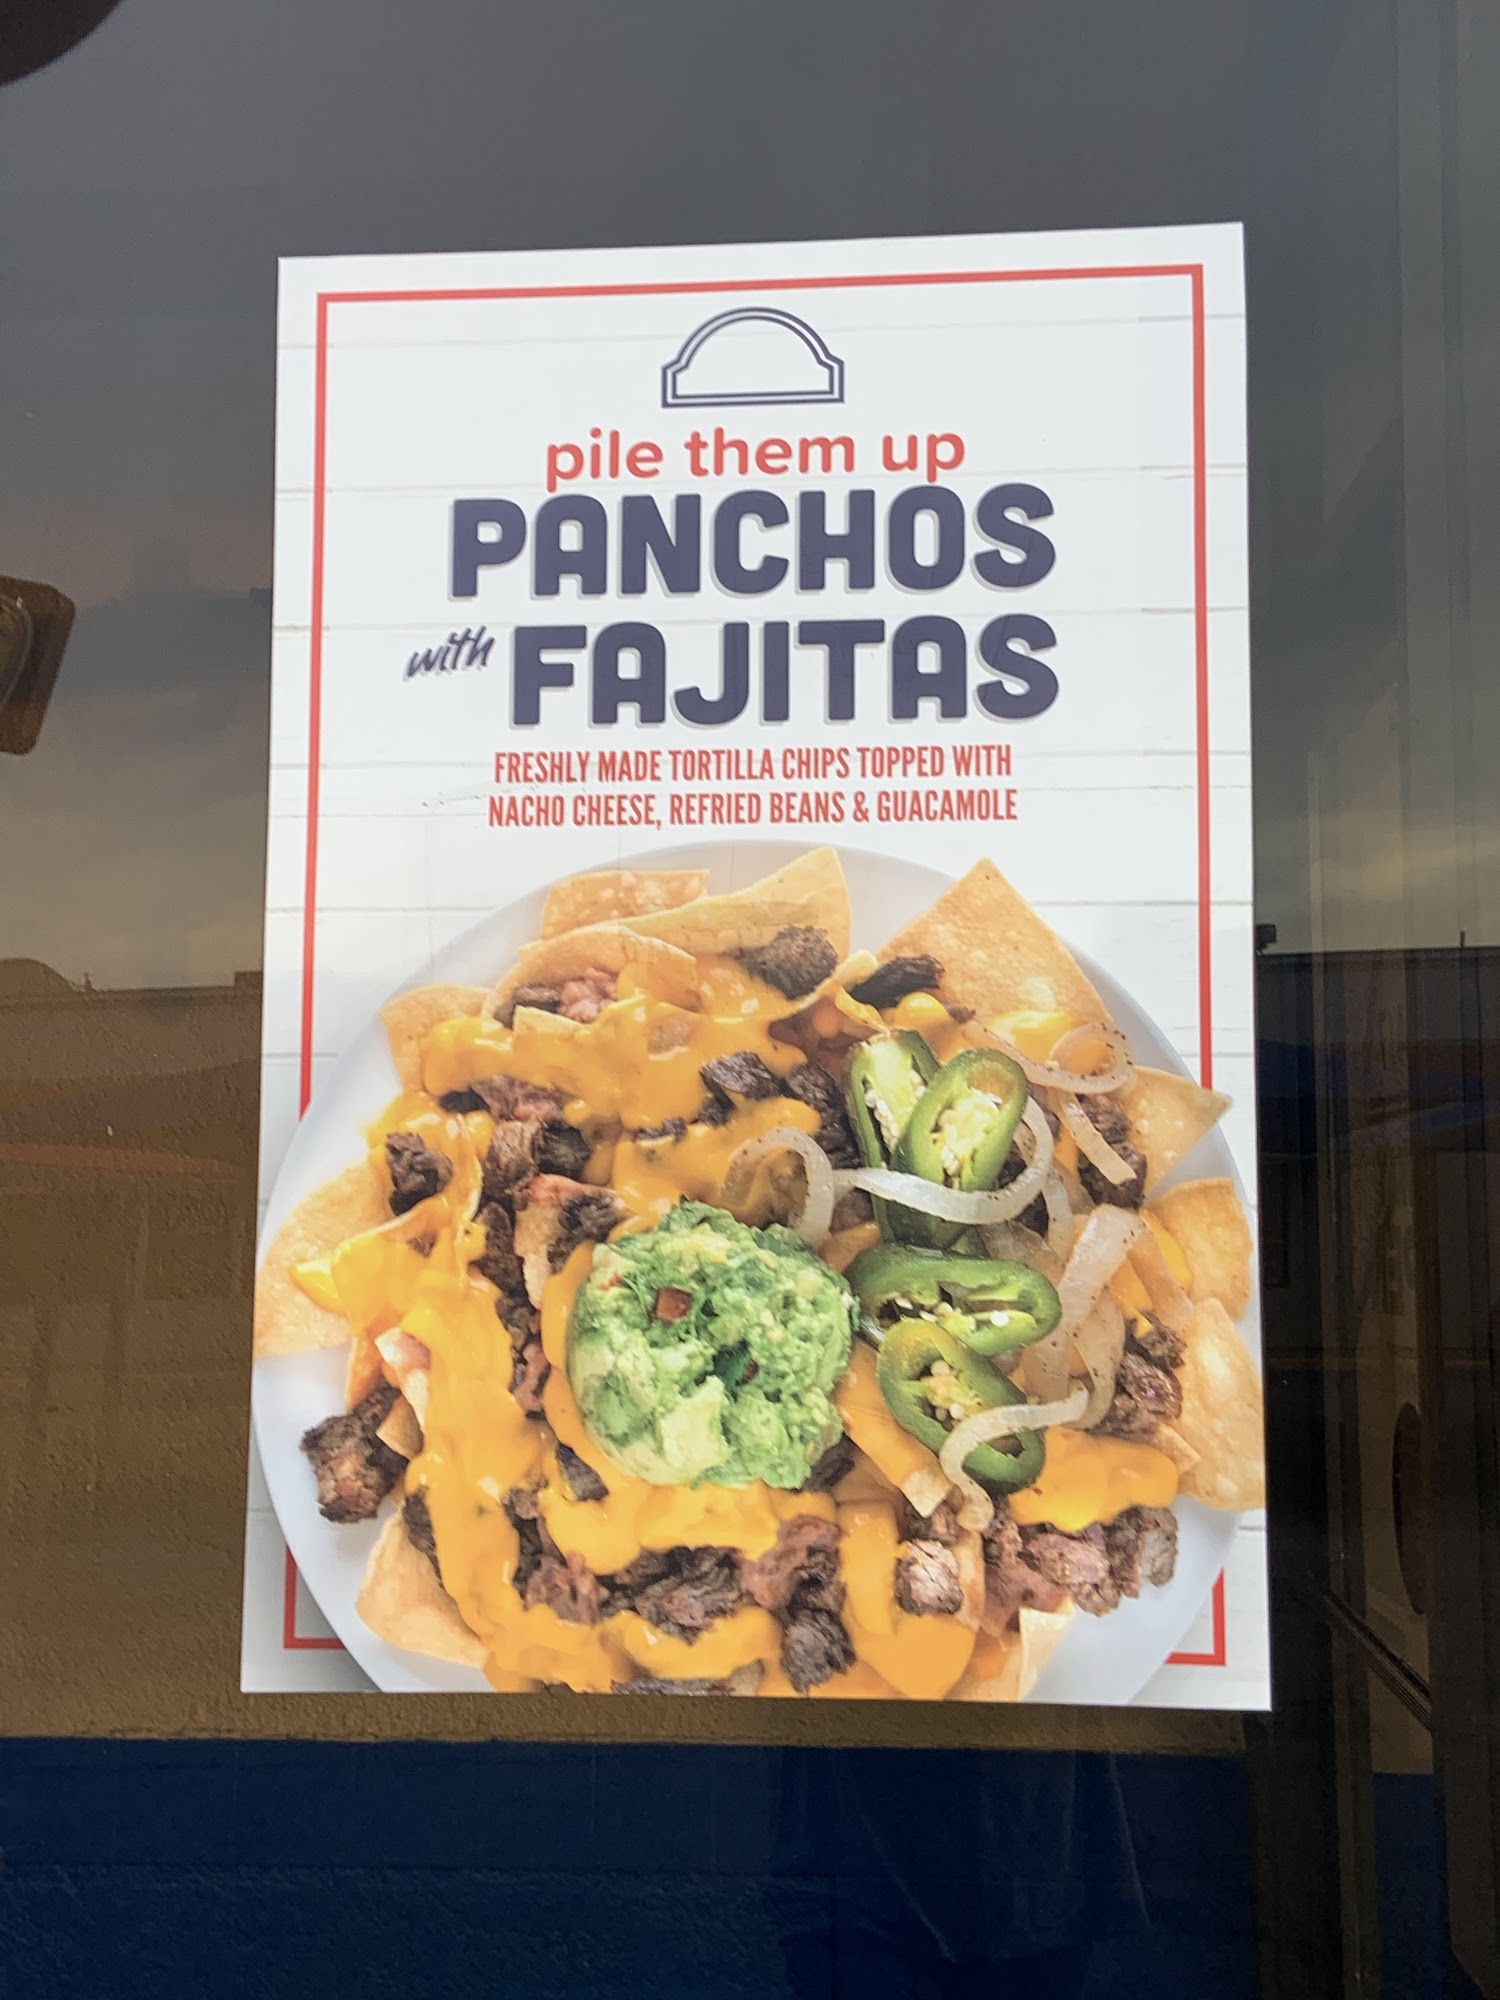 pile them up
PANCHOS
with FAJITAS
FRESHLY MADE TORTILLA CHIPS TOPPED WITH
NACHO CHEESE, REFRIED BEANS & GUACAMOLE